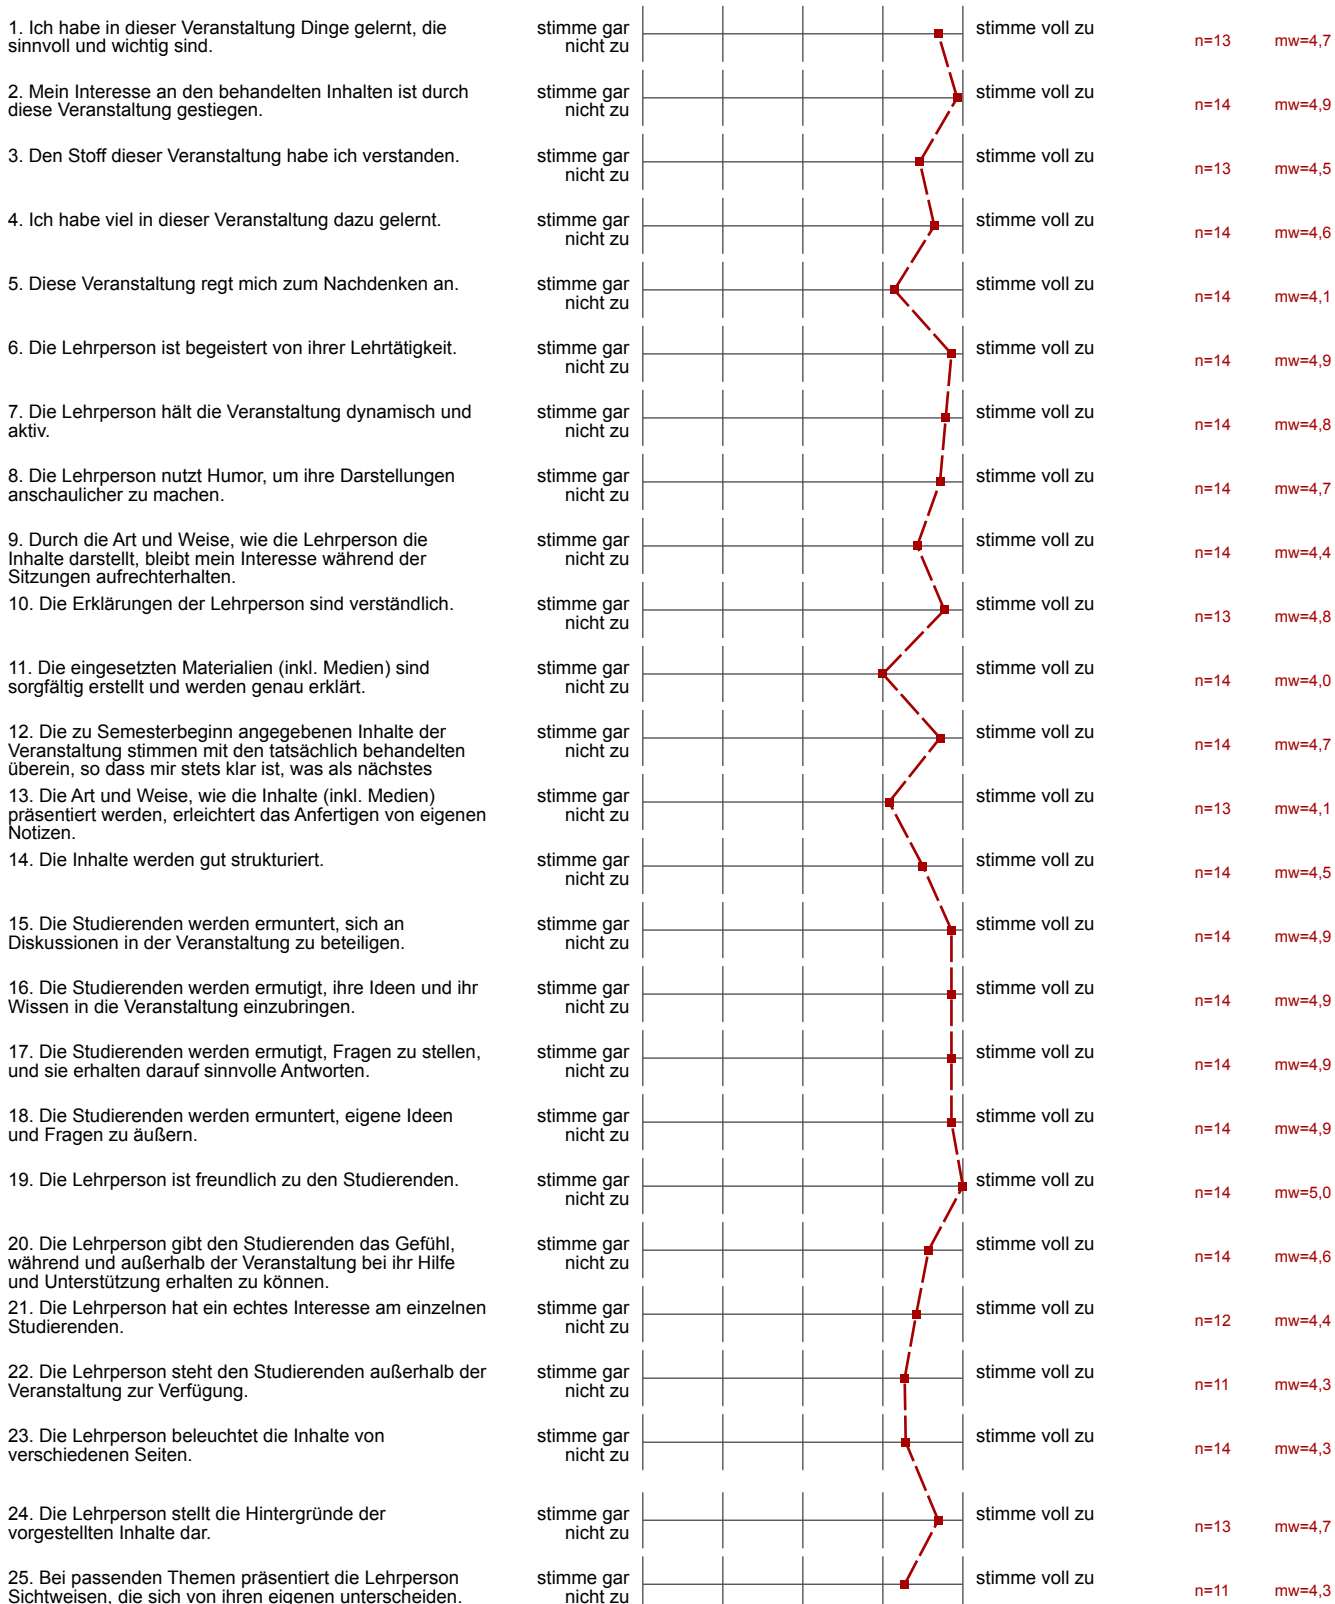 1. Ich habe in dieser Veranstaltung Dinge gelernt, die
sinnvoll und wichtig sind.
stimme gar
nicht zu
stimme voll zu
n=13 mw=4,7
2. Mein Interesse an den behandelten Inhalten ist durch
diese Veranstaltung gestiegen.
stimme gar
nicht zu
stimme voll zu
n=14 mw=4,9
3. Den Stoff dieser Veranstaltung habe ich verstanden.
stimme gar
nicht zu
stimme voll zu
n=13 mw=4,5
4. Ich habe viel in dieser Veranstaltung dazu gelernt.
stimme gar
nicht zu
stimme voll zu
n=14 mw=4,6
5. Diese Veranstaltung regt mich zum Nachdenken an.
stimme gar
nicht zu
stimme voll zu
n=14 mw=4,1
6. Die Lehrperson ist begeistert von ihrer Lehrtätigkeit.
stimme gar
nicht zu
stimme voll zu
n=14 mw=4,9
7. Die Lehrperson hält die Veranstaltung dynamisch und
aktiv.
stimme gar
nicht zu
stimme voll zu
n=14 mw=4,8
8. Die Lehrperson nutzt Humor, um ihre Darstellungen
anschaulicher zu machen.
stimme gar
nicht zu
stimme voll zu
n=14 mw=4,7
9. Durch die Art und Weise, wie die Lehrperson die
Inhalte darstellt, bleibt mein Interesse während der
Sitzungen aufrechterhalten.
stimme gar
nicht zu
stimme voll zu
n=14 mw=4,4
10. Die Erklärungen der Lehrperson sind verständlich.
stimme gar
nicht zu
stimme voll zu
n=13 mw=4,8
11. Die eingesetzten Materialien (inkl. Medien) sind
sorgfältig erstellt und werden genau erklärt.
stimme gar
nicht zu
stimme voll zu
n=14 mw=4,0
12. Die zu Semesterbeginn angegebenen Inhalte der
Veranstaltung stimmen mit den tatsächlich behandelten
überein, so dass mir stets klar ist, was als nächstes
stimme gar
nicht zu
stimme voll zu
n=14 mw=4,7
13. Die Art und Weise, wie die Inhalte (inkl. Medien)
präsentiert werden, erleichtert das Anfertigen von eigenen
Notizen.
stimme gar
nicht zu
stimme voll zu
n=13 mw=4,1
14. Die Inhalte werden gut strukturiert.
stimme gar
nicht zu
stimme voll zu
n=14 mw=4,5
15. Die Studierenden werden ermuntert, sich an
Diskussionen in der Veranstaltung zu beteiligen.
stimme gar
nicht zu
stimme voll zu
n=14 mw=4,9
16. Die Studierenden werden ermutigt, ihre Ideen und ihr
Wissen in die Veranstaltung einzubringen.
stimme gar
nicht zu
stimme voll zu
n=14 mw=4,9
17. Die Studierenden werden ermutigt, Fragen zu stellen,
und sie erhalten darauf sinnvolle Antworten.
stimme gar
nicht zu
stimme voll zu
n=14 mw=4,9
18. Die Studierenden werden ermuntert, eigene Ideen
und Fragen zu äußern.
stimme gar
nicht zu
stimme voll zu
n=14 mw=4,9
19. Die Lehrperson ist freundlich zu den Studierenden.
stimme gar
nicht zu
stimme voll zu
n=14 mw=5,0
20. Die Lehrperson gibt den Studierenden das Gefühl,
während und außerhalb der Veranstaltung bei ihr Hilfe
und Unterstützung erhalten zu können.
stimme gar
nicht zu
stimme voll zu
n=14 mw=4,6
21. Die Lehrperson hat ein echtes Interesse am einzelnen
Studierenden.
stimme gar
nicht zu
stimme voll zu
n=12 mw=4,4
22. Die Lehrperson steht den Studierenden außerhalb der
Veranstaltung zur Verfügung.
stimme gar
nicht zu
stimme voll zu
n=11 mw=4,3
23. Die Lehrperson beleuchtet die Inhalte von
verschiedenen Seiten.
stimme gar
nicht zu
stimme voll zu
n=14 mw=4,3
24. Die Lehrperson stellt die Hintergründe der
vorgestellten Inhalte dar.
stimme gar
nicht zu
stimme voll zu
n=13 mw=4,7
25. Bei passenden Themen präsentiert die Lehrperson
Sichtweisen, die sich von ihren eigenen unterscheiden.
stimme gar
nicht zu
stimme voll zu
n=11 mw=4,3